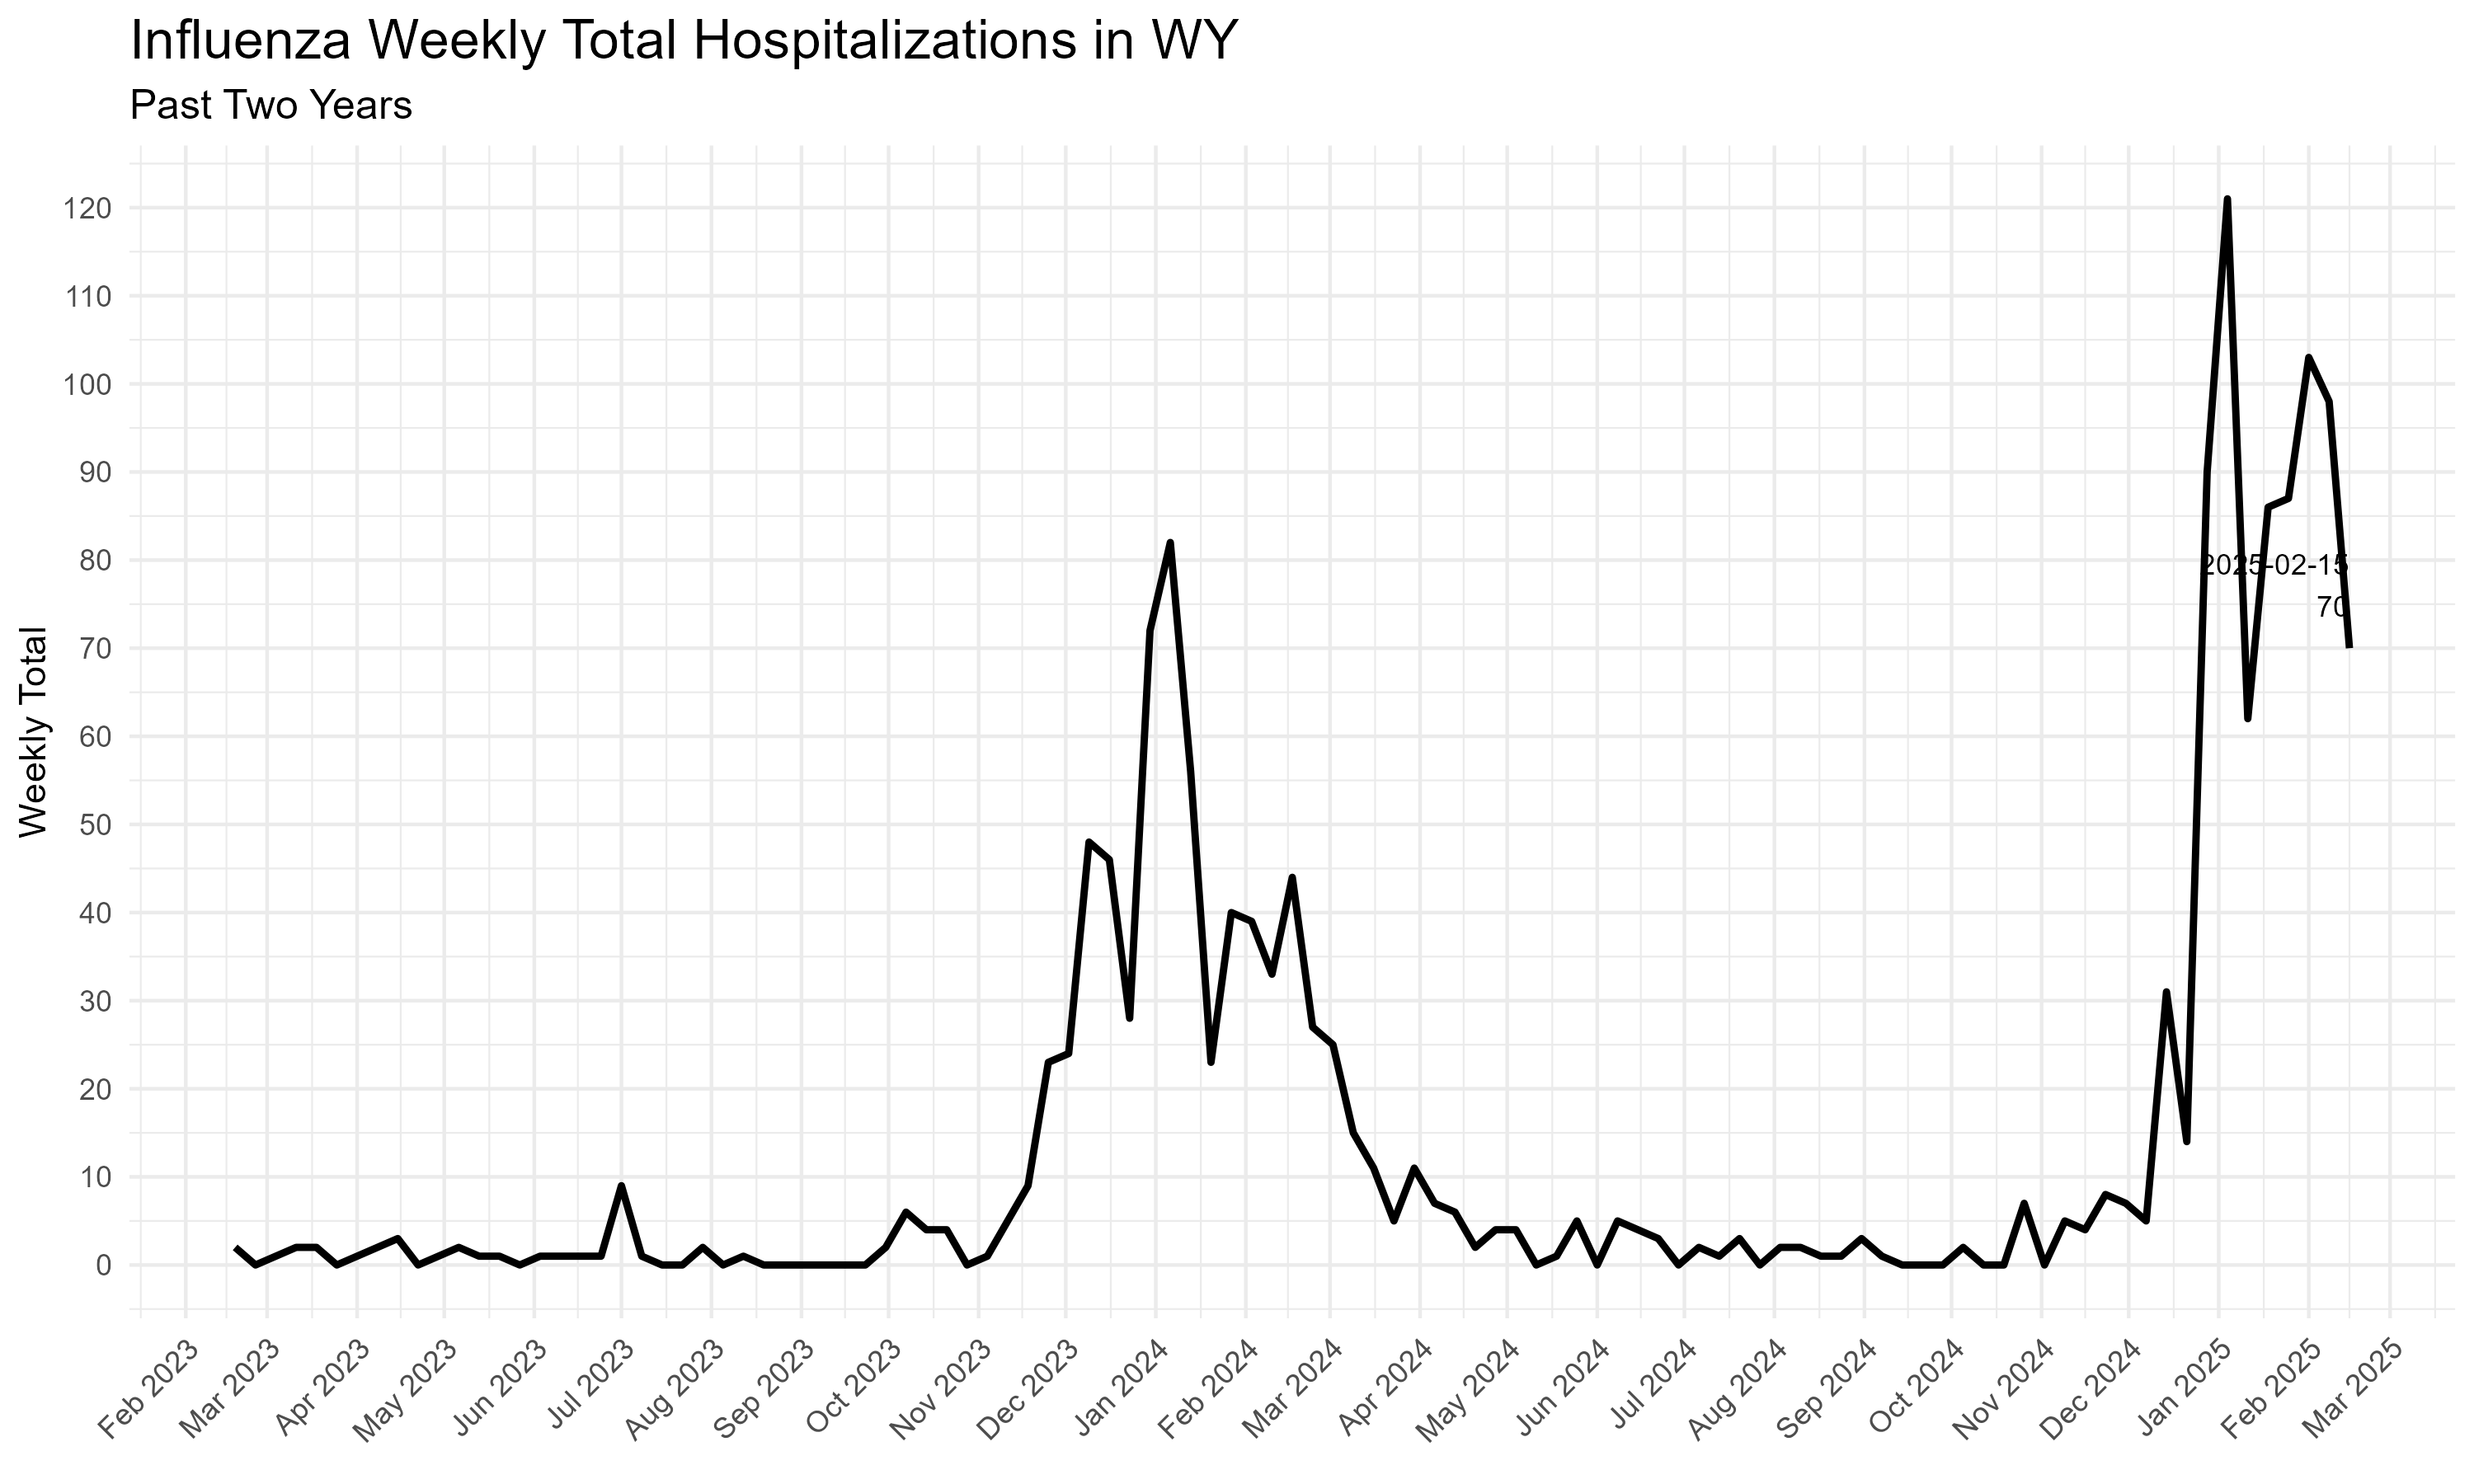 Influenza Weekly Total Hospitalizations in WY
Past Two Years
Weekly Total
120
110
100
90
80
70
60
50
40
30
20
10
0
2025-02-15
70
Feb 2023
Mar 2023
Apr 2023
May 2023
Jun 2023
Jul 2023
Aug 2023
Sep 2023
Oct 2023
Nov 2023
Dec 2023
Jan 2024
Feb 2024
Mar 2024
Apr 2024
May 2024
Jun 2024
Jul 2024
Aug 2024
Sep 2024
Oct 2024
Nov 2024
Dec 2024
Jan 2025
Feb 2025
Mar 2025